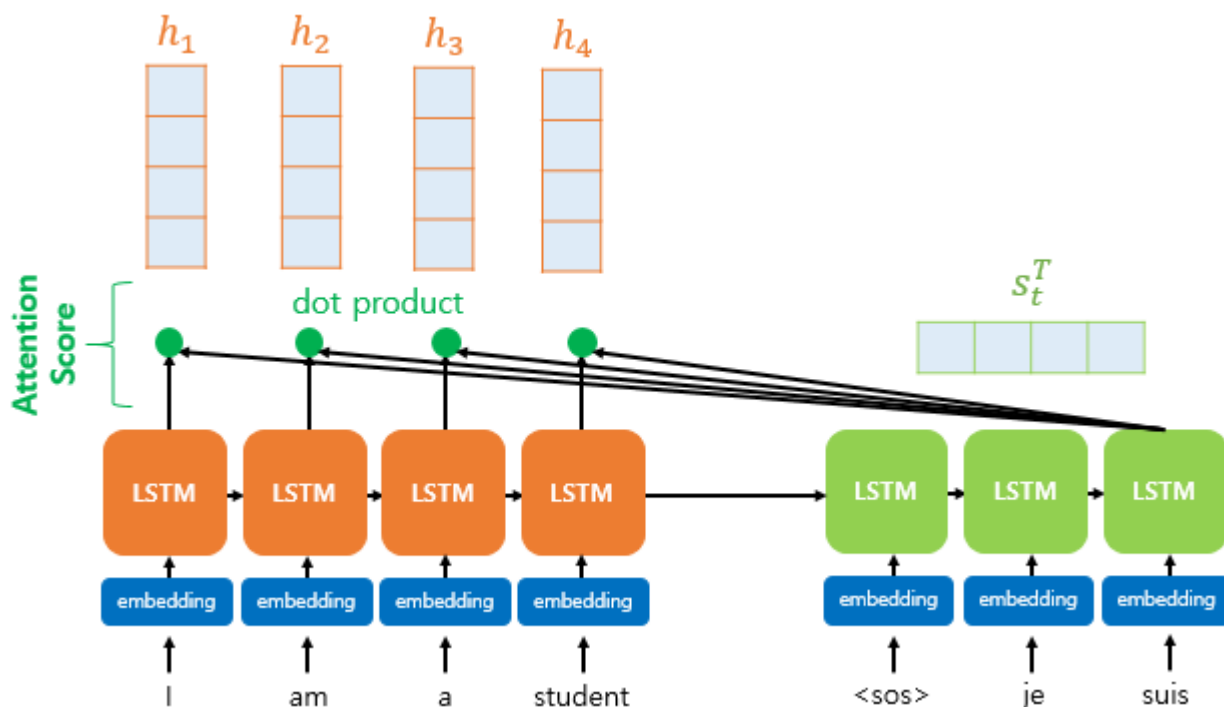 h₁ h₂ h₃ h₄
Attention
Score
dot product
sₜᵀ
LSTM LSTM LSTM LSTM LSTM LSTM LSTM
embedding embedding embedding embedding embedding embedding embedding
I am a student <sos> je suis